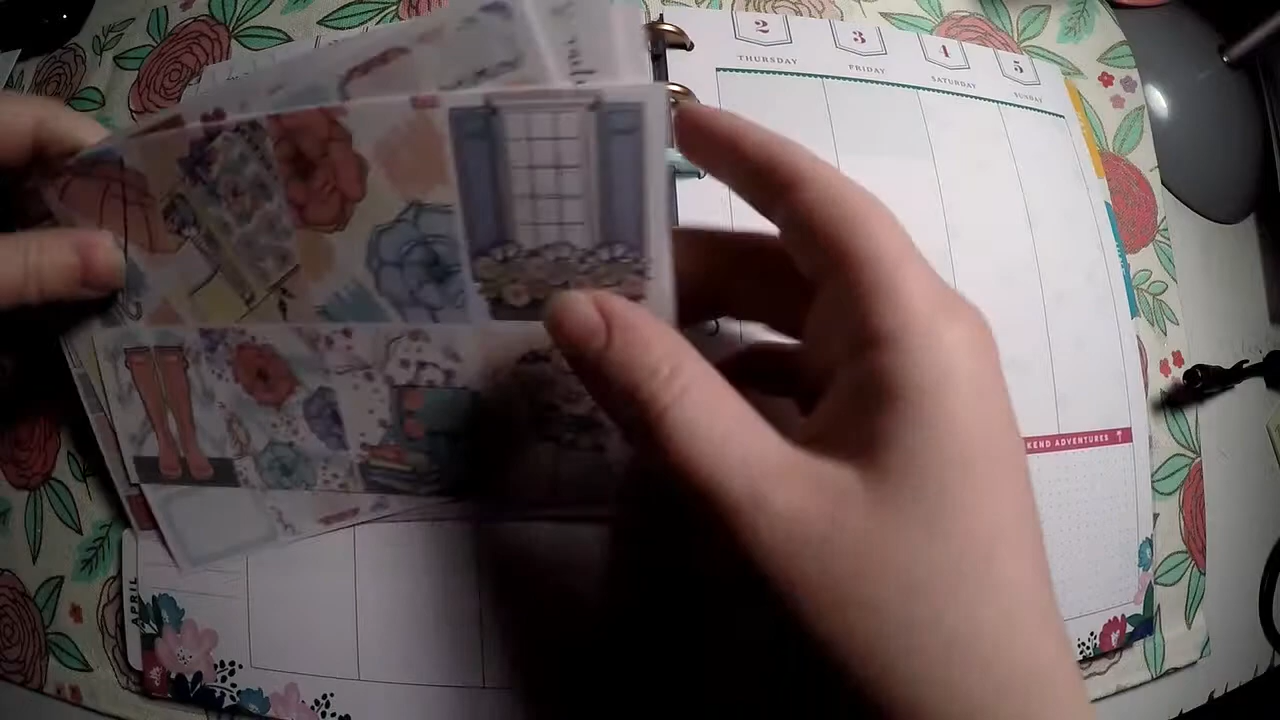 2
3
4
5
THURSDAY
FRIDAY
SATURDAY
SUNDAY
KEND ADVENTURES
APRIL